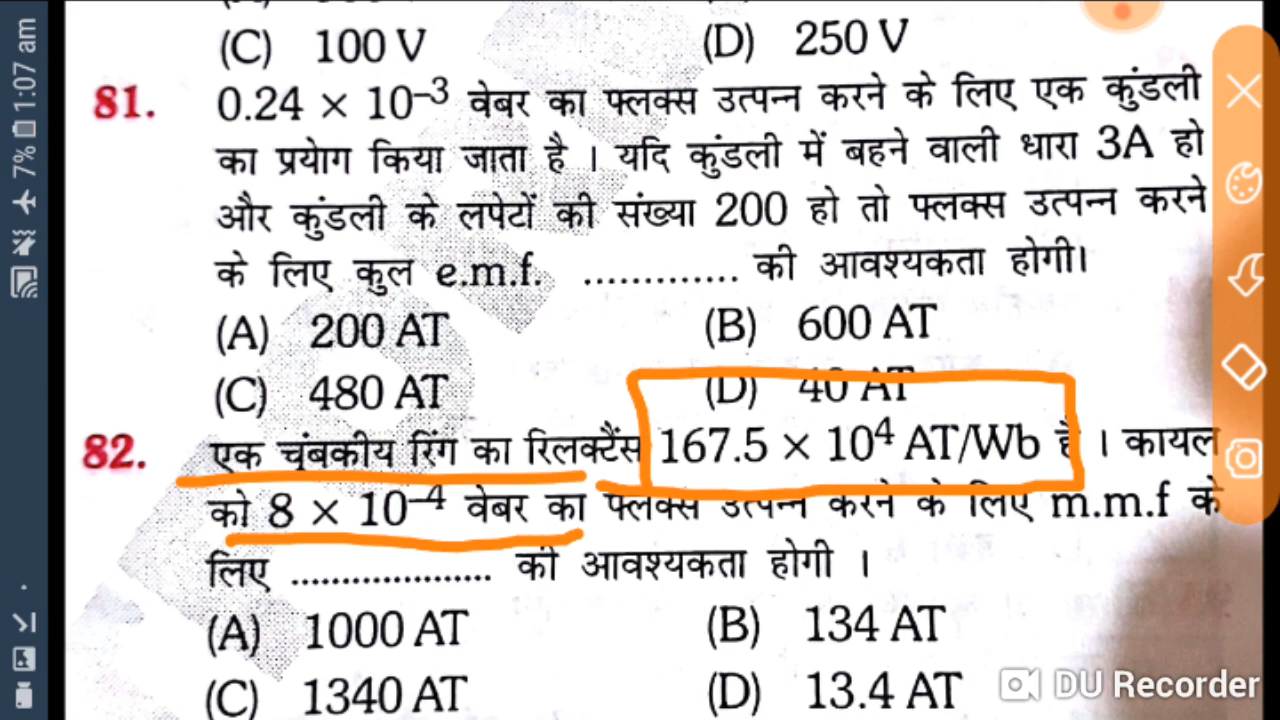 (C) 100 V (D) 250 V
81. 0.24 × 10⁻³ वेबर का फ्लक्स उत्पन्न करने के लिए एक कुंडली
का प्रयोग किया जाता है । यदि कुंडली में बहने वाली धारा 3A हो
और कुंडली के लपेटों की संख्या 200 हो तो फ्लक्स उत्पन्न करने
के लिए कुल e.m.f. ............. की आवश्यकता होगी।
(A) 200 AT (B) 600 AT
(C) 480 AT (D) 40 AT
82. एक चुंबकीय रिंग का रिलक्टैंस 167.5 × 10⁴ AT/Wb है । कायल
को 8 × 10⁻⁴ वेबर का फ्लक्स उत्पन्न करने के लिए m.m.f के
लिए .................... की आवश्यकता होगी ।
(A) 1000 AT (B) 134 AT
(C) 1340 AT (D) 13.4 AT
DU Recorder
7% 1:07 am